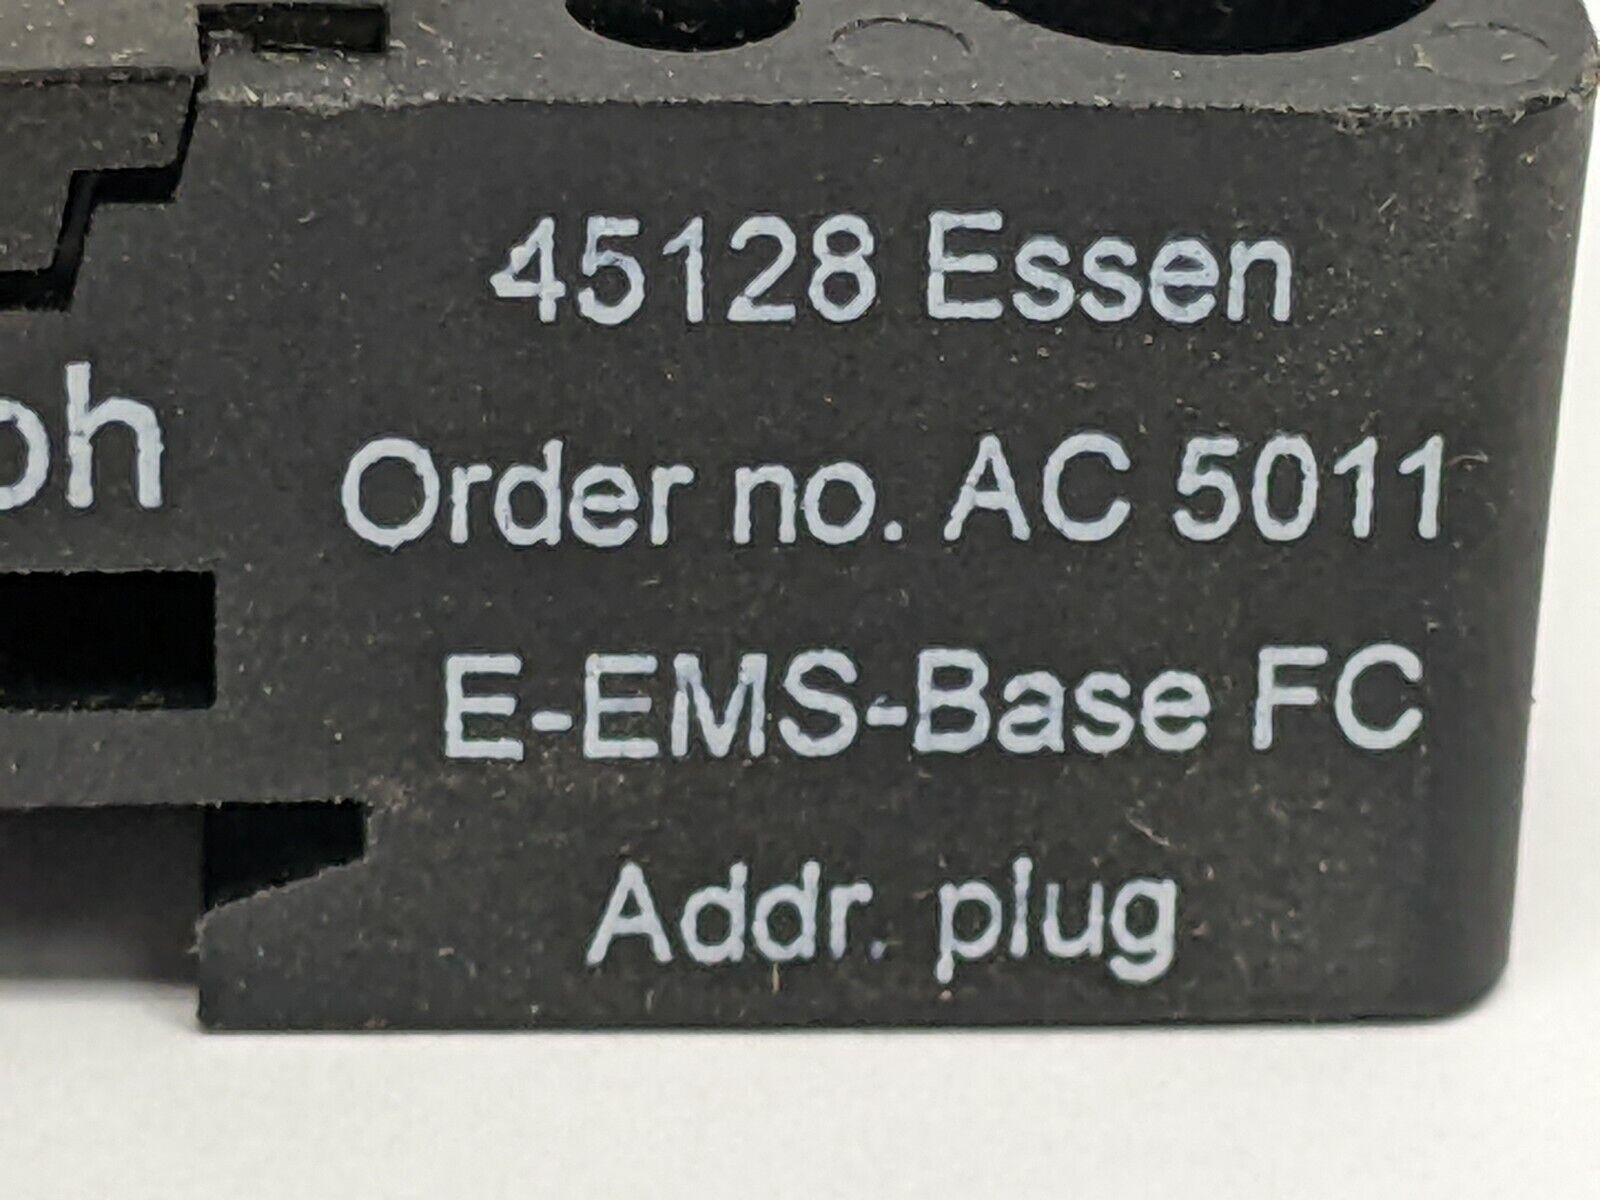 45128 Essen
Order no. AC 5011
E-EMS-Base FC
Addr. plug